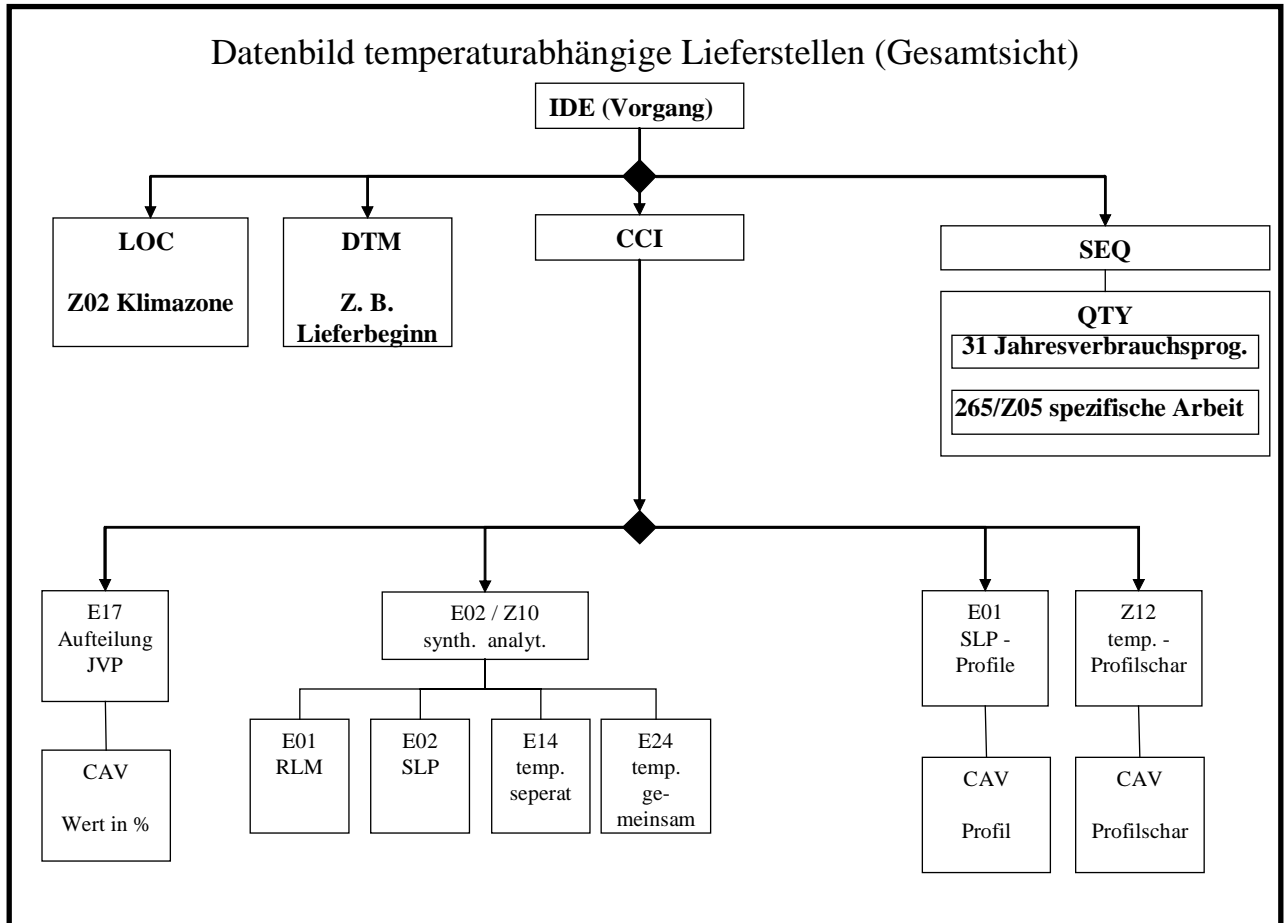 Datenbild temperaturabhängige Lieferstellen (Gesamtsicht)
IDE (Vorgang)
LOC
Z02 Klimazone
DTM
Z. B.
Lieferbeginn
CCI
SEQ
QTY
31 Jahresverbrauchsprog.
265/Z05 spezifische Arbeit
E17
Aufteilung
JVP
CAV
Wert in %
E02 / Z10
synth. analyt.
E01
RLM
E02
SLP
E14
temp.
seperat
E24
temp.
ge-
meinsam
E01
SLP -
Profile
CAV
Profil
Z12
temp. -
Profilschar
CAV
Profilschar